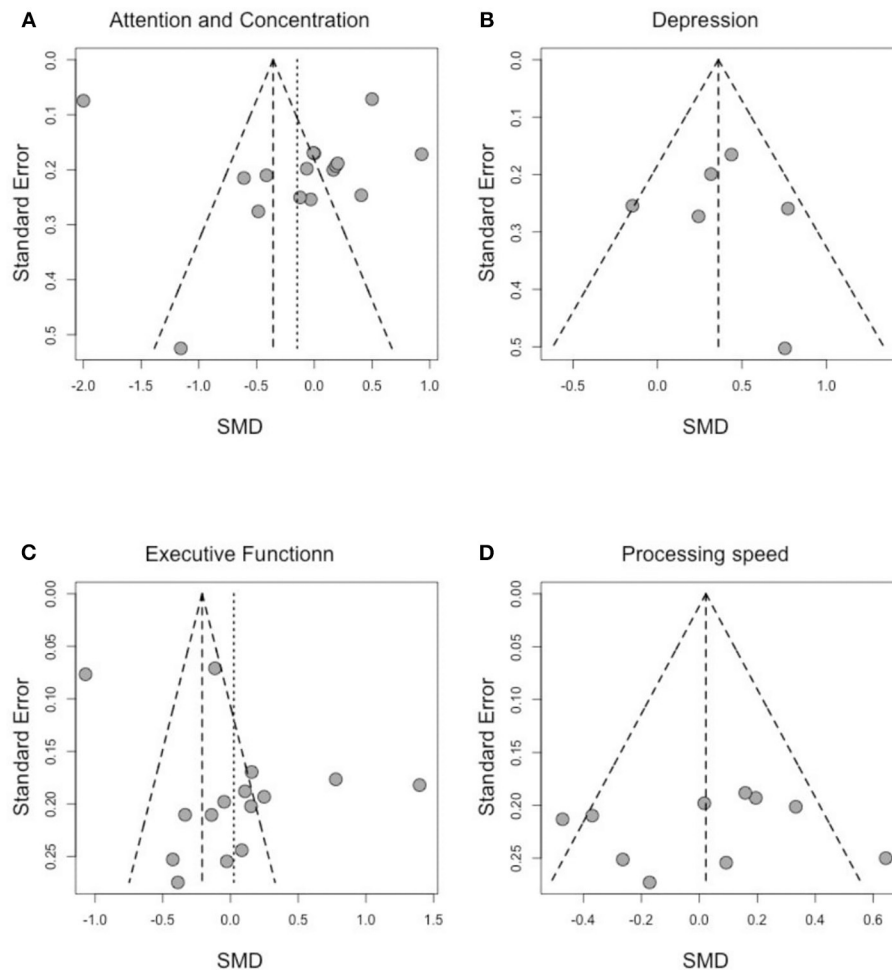 A Attention and Concentration
Standard Error
0.0
0.1
0.2
0.3
0.4
0.5
-2.0 -1.5 -1.0 -0.5 0.0 0.5 1.0
SMD
B Depression
Standard Error
0.0
0.1
0.2
0.3
0.4
0.5
-0.5 0.0 0.5 1.0
SMD
C Executive Functionn
Standard Error
0.00
0.05
0.10
0.15
0.20
0.25
-1.0 -0.5 0.0 0.5 1.0 1.5
SMD
D Processing speed
Standard Error
0.00
0.05
0.10
0.15
0.20
0.25
-0.4 -0.2 0.0 0.2 0.4 0.6
SMD